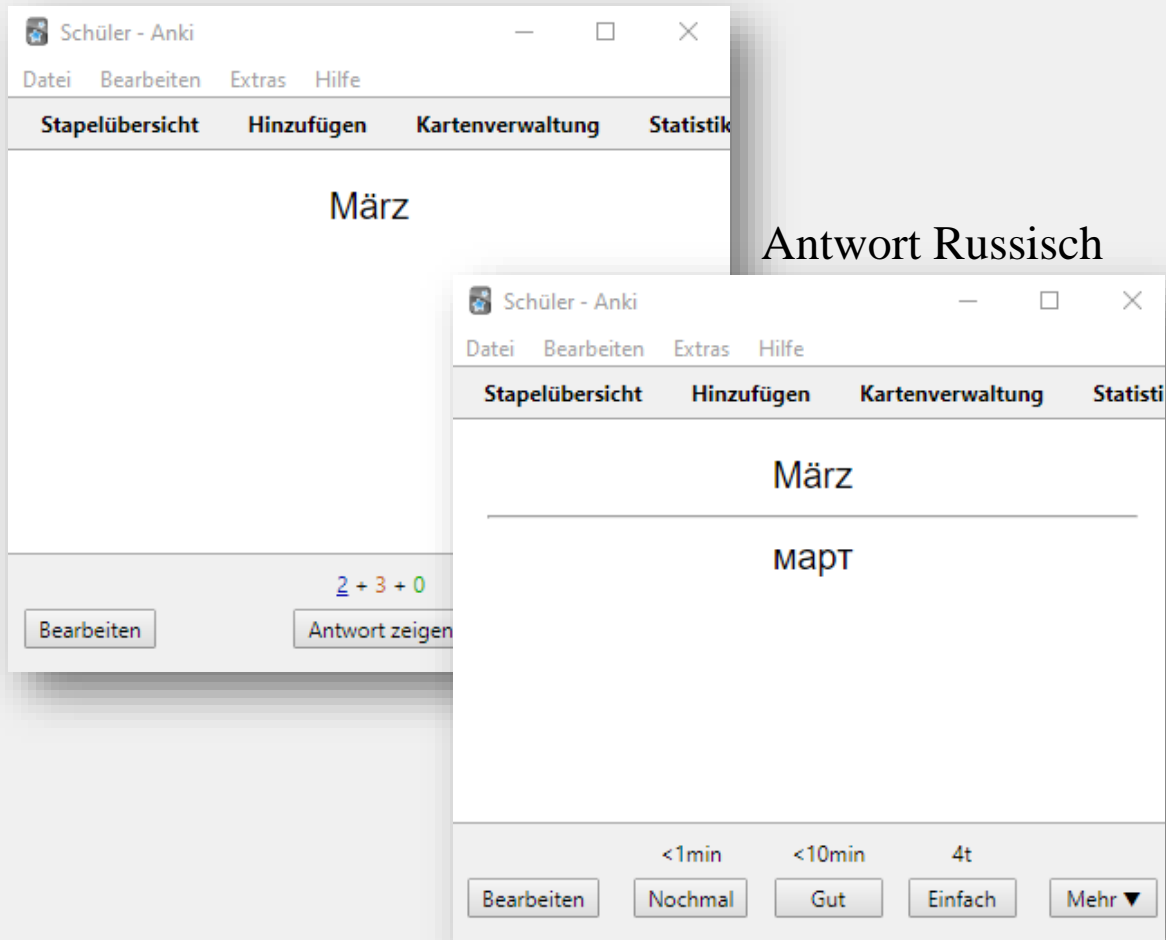 Schüler - Anki
Datei Bearbeiten Extras Hilfe
Stapelübersicht Hinzufügen Kartenverwaltung Statistik
März
2 + 3 + 0
Bearbeiten Antwort zeigen
Antwort Russisch
Schüler - Anki
Datei Bearbeiten Extras Hilfe
Stapelübersicht Hinzufügen Kartenverwaltung Statisti
März
март
<1min <10min 4t
Bearbeiten Nochmal Gut Einfach Mehr ▼